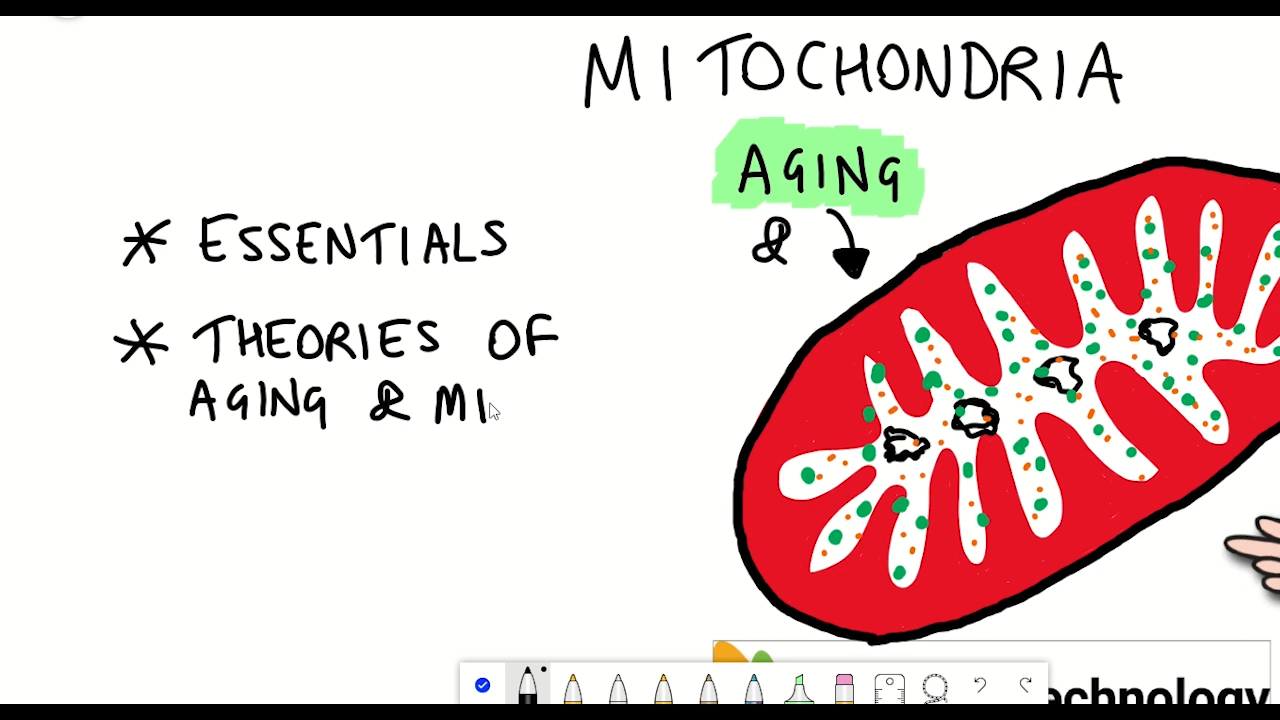 MITOCHONDRIA
AGING
&
* ESSENTIALS
* THEORIES OF
AGING & MI
echnology